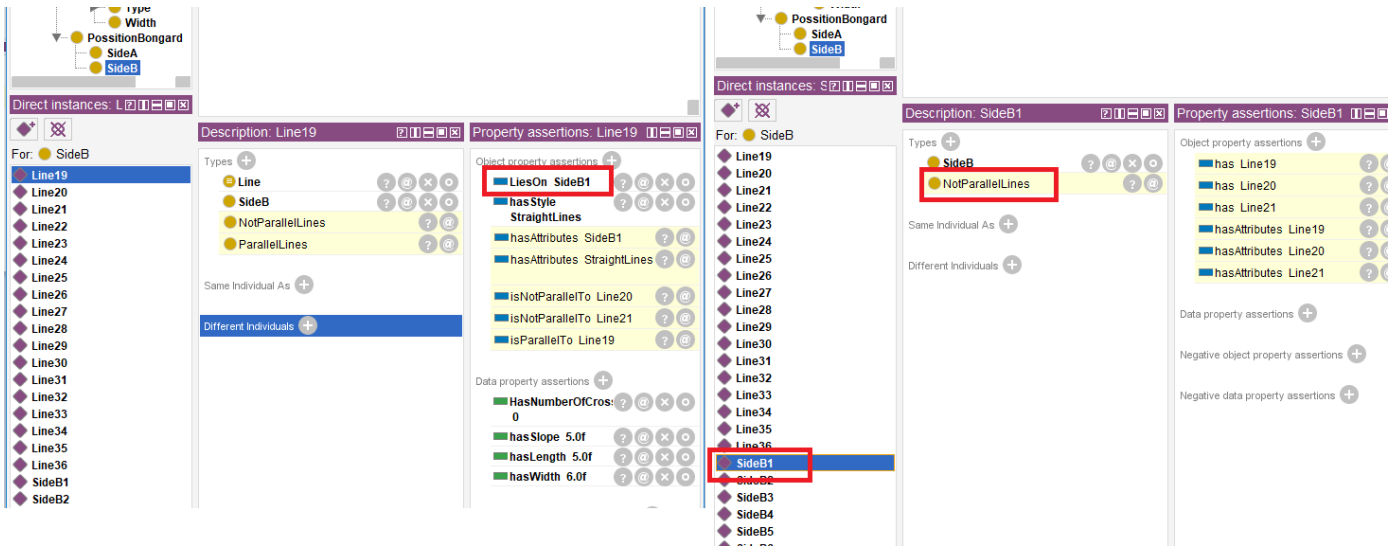 Type
Width
PossitionBongard
SideA
SideB
Direct instances: L
For: SideB
Line19
Line20
Line21
Line22
Line23
Line24
Line25
Line26
Line27
Line28
Line29
Line30
Line31
Line32
Line33
Line34
Line35
Line36
SideB1
SideB2
Description: Line19
Types
Line
SideB
NotParallelLines
ParallelLines
Same Individual As
Different Individuals
Property assertions: Line19
Object property assertions
LiesOn SideB1
hasStyle
StraightLines
hasAttributes SideB1
hasAttributes StraightLines
isNotParallelTo Line20
isNotParallelTo Line21
isParallelTo Line19
Data property assertions
HasNumberOfCros
0
hasSlope 5.0f
hasLength 5.0f
hasWidth 6.0f
Width
PossitionBongard
SideA
SideB
Direct instances: S
For: SideB
Line19
Line20
Line21
Line22
Line23
Line24
Line25
Line26
Line27
Line28
Line29
Line30
Line31
Line32
Line33
Line34
Line35
Line36
SideB1
SideB2
SideB3
SideB4
SideB5
Description: SideB1
Types
SideB
NotParallelLines
Same Individual As
Different Individuals
Property assertions: SideB1
Object property assertions
has Line19
has Line20
has Line21
hasAttributes Line19
hasAttributes Line20
hasAttributes Line21
Data property assertions
Negative object property assertions
Negative data property assertions